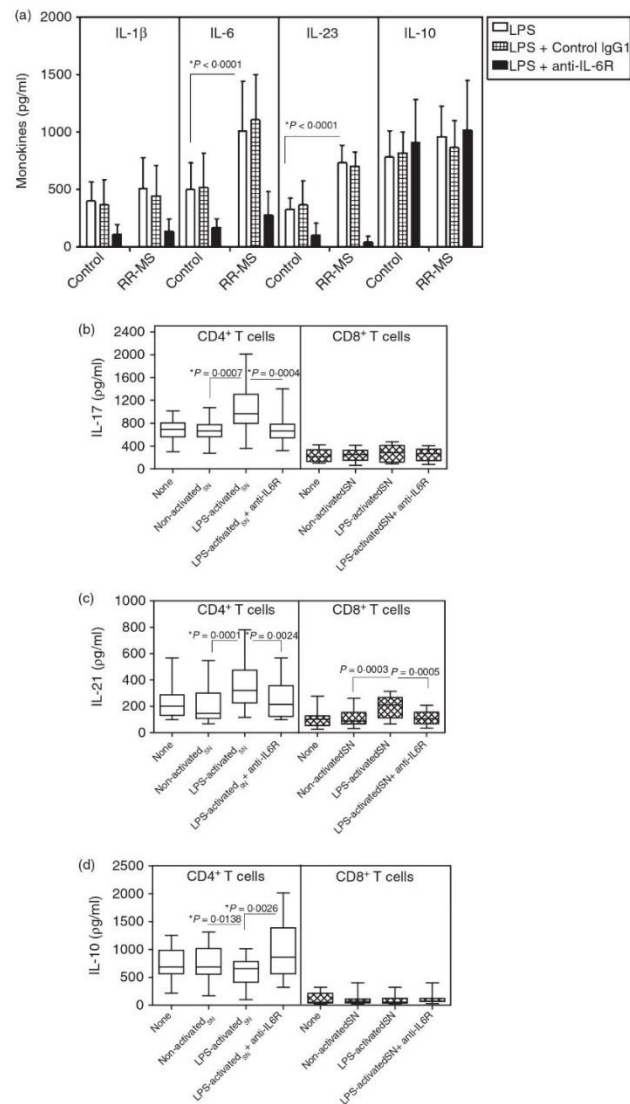 (a)
2000
1500
1000
500
0
Monokines (pg/ml)
IL-1β
IL-6
IL-23
IL-10
*P < 0·0001
*P < 0·0001
LPS
LPS + Control IgG1
LPS + anti-IL-6R
Control
RR-MS
Control
RR-MS
Control
RR-MS
Control
RR-MS
(b)
2400
2000
1600
1200
800
400
0
IL-17 (ρg/ml)
CD4+ T cells
CD8+ T cells
*P = 0·0007
*P = 0·0004
None
Non-activatedSN
LPS-activatedSN
LPS-activatedSN + anti-IL6R
None
Non-activatedSN
LPS-activatedSN
LPS-activatedSN+ anti-IL6R
(c)
1000
800
600
400
200
0
IL-21 (ρg/ml)
CD4+ T cells
CD8+ T cells
*P = 0·0001
*P = 0·0024
P = 0·0003
P = 0·0005
None
Non-activatedSN
LPS-activatedSN
LPS-activatedSN + anti-IL6R
None
Non-activatedSN
LPS-activatedSN
LPS-activatedSN+ anti-IL6R
(d)
2500
2000
1500
1000
500
0
IL-10 (ρg/ml)
CD4+ T cells
CD8+ T cells
*P = 0·0026
*P = 0·0138
None
Non-activatedSN
LPS-activatedSN
LPS-activatedSN + anti-IL6R
None
Non-activatedSN
LPS-activatedSN
LPS-activatedSN+ anti-IL6R